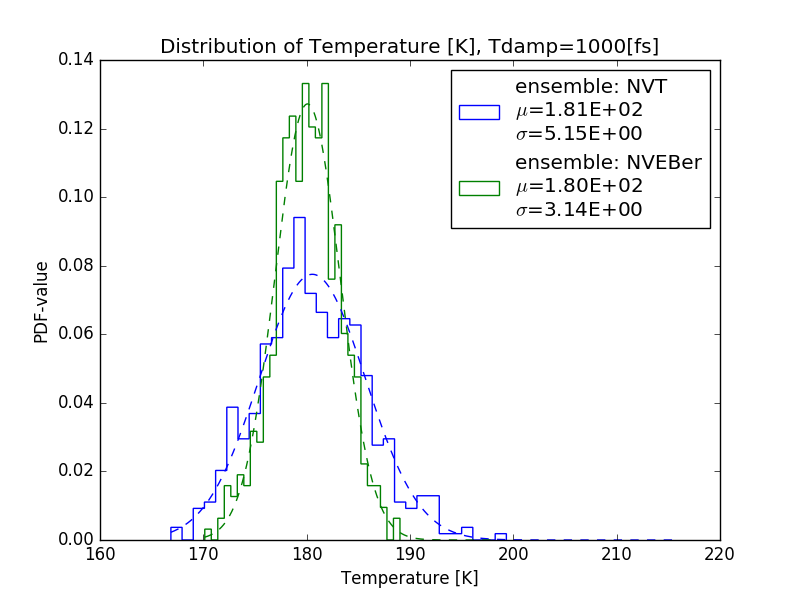 Distribution of Temperature [K], Tdamp=1000[fs]
ensemble: NVT
μ=1.81E+02
σ=5.15E+00
ensemble: NVEBer
μ=1.80E+02
σ=3.14E+00
PDF-value
0.14
0.12
0.10
0.08
0.06
0.04
0.02
0.00
160 170 180 190 200 210 220
Temperature [K]